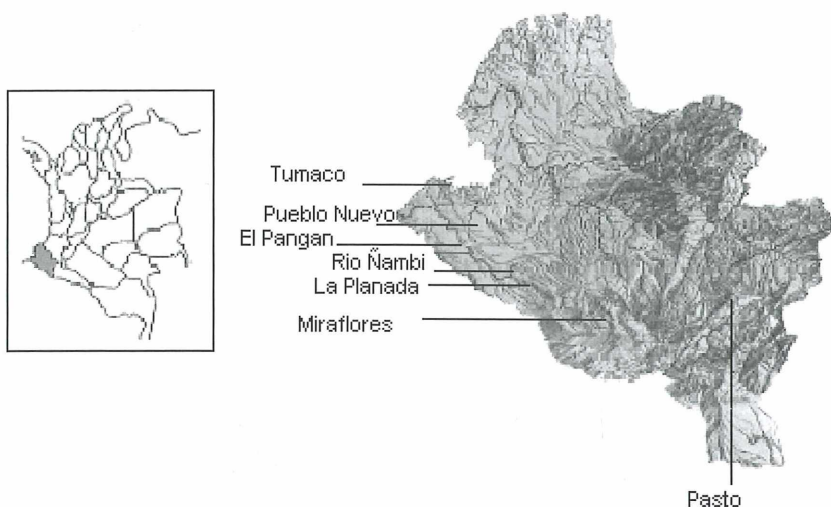 Tumaco
Pueblo Nuevo
El Pangan
Rio Ñambi
La Planada
Miraflores
Pasto